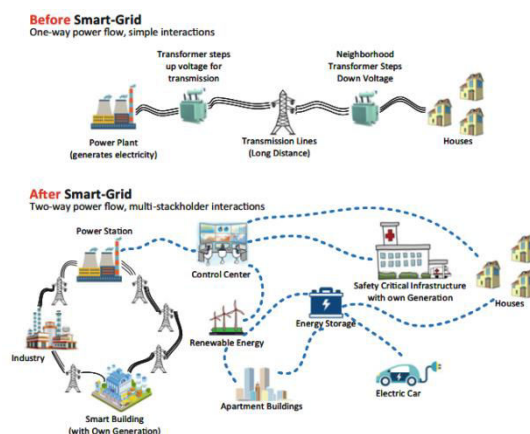 Before Smart-Grid
One-way power flow, simple interactions
Transformer steps
up voltage for
transmission
Neighborhood
Transformer Steps
Down Voltage
Power Plant
(generates electricity)
Transmission Lines
(Long Distance)
Houses
After Smart-Grid
Two-way power flow, multi-stackholder interactions
Power Station
Control Center
Safety Critical Infrastructure
with own Generation
Houses
Industry
Renewable Energy
Energy Storage
Smart Building
(with Own Generation)
Apartment Buildings
Electric Car